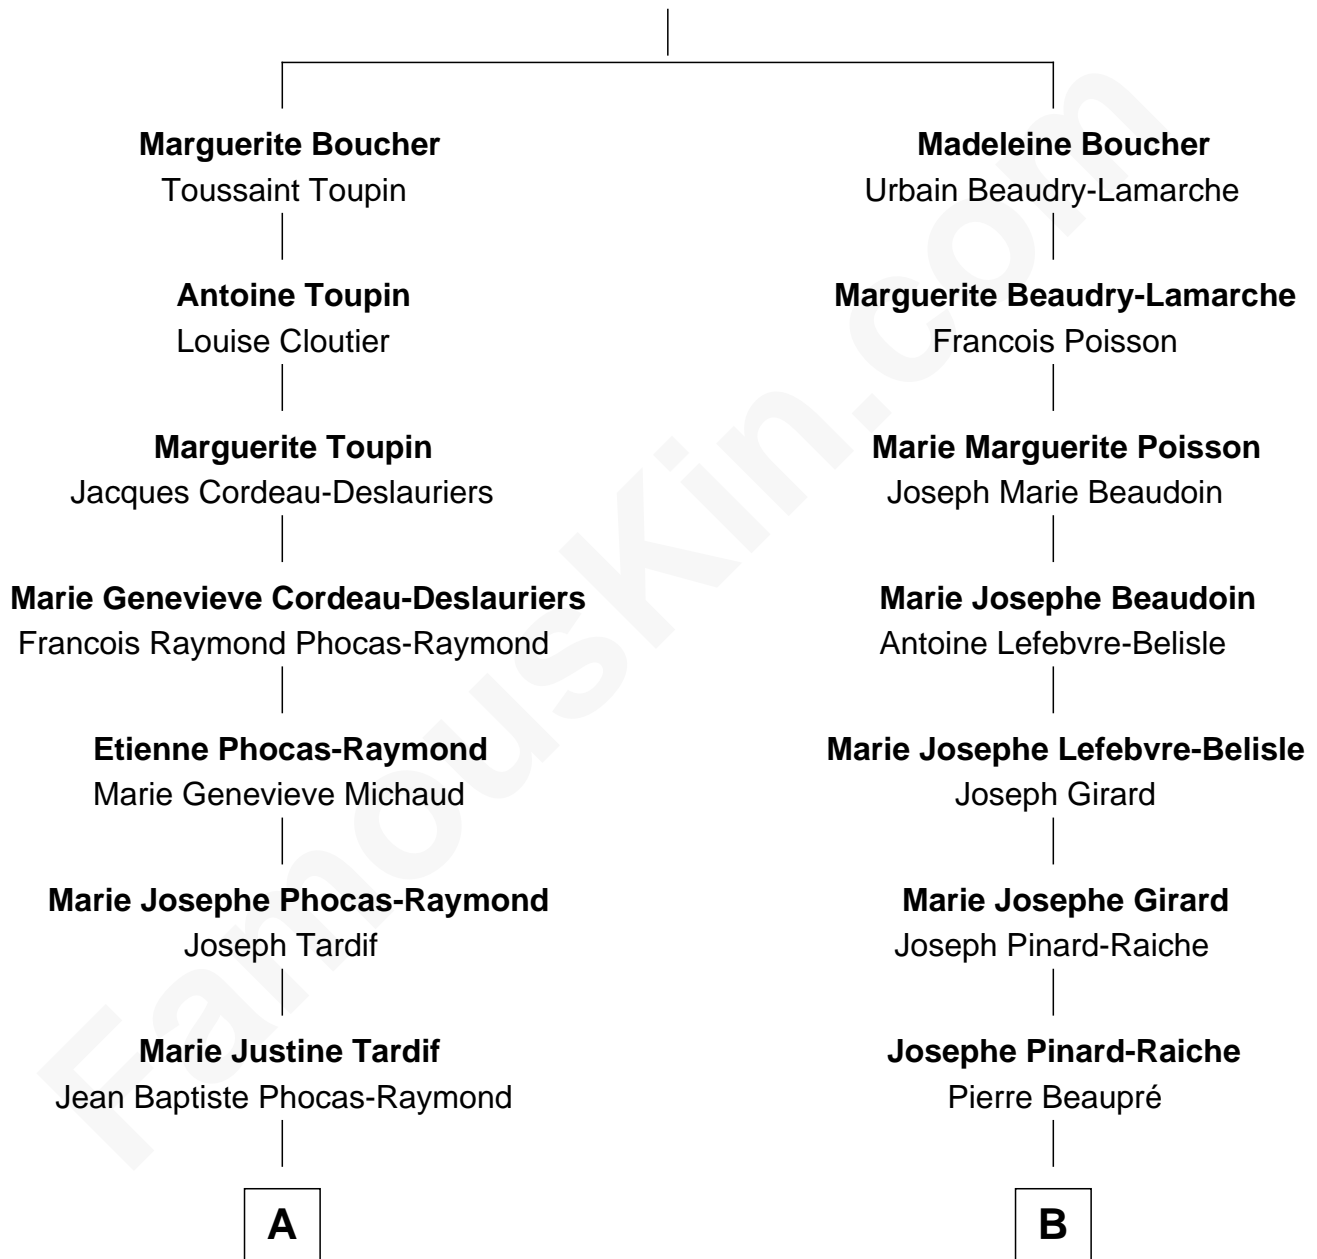 Marguerite Boucher
Toussaint Toupin
Antoine Toupin
Louise Cloutier
Marguerite Toupin
Jacques Cordeau-Deslauriers
Marie Genevieve Cordeau-Deslauriers
Francois Raymond Phocas-Raymond
Etienne Phocas-Raymond
Marie Genevieve Michaud
Marie Josephe Phocas-Raymond
Joseph Tardif
Marie Justine Tardif
Jean Baptiste Phocas-Raymond
A
Madeleine Boucher
Urbain Beaudry-Lamarche
Marguerite Beaudry-Lamarche
Francois Poisson
Marie Marguerite Poisson
Joseph Marie Beaudoin
Marie Josephe Beaudoin
Antoine Lefebvre-Belisle
Marie Josephe Lefebvre-Belisle
Joseph Girard
Marie Josephe Girard
Joseph Pinard-Raiche
Josephe Pinard-Raiche
Pierre Beaupré
B
FamousKin.com